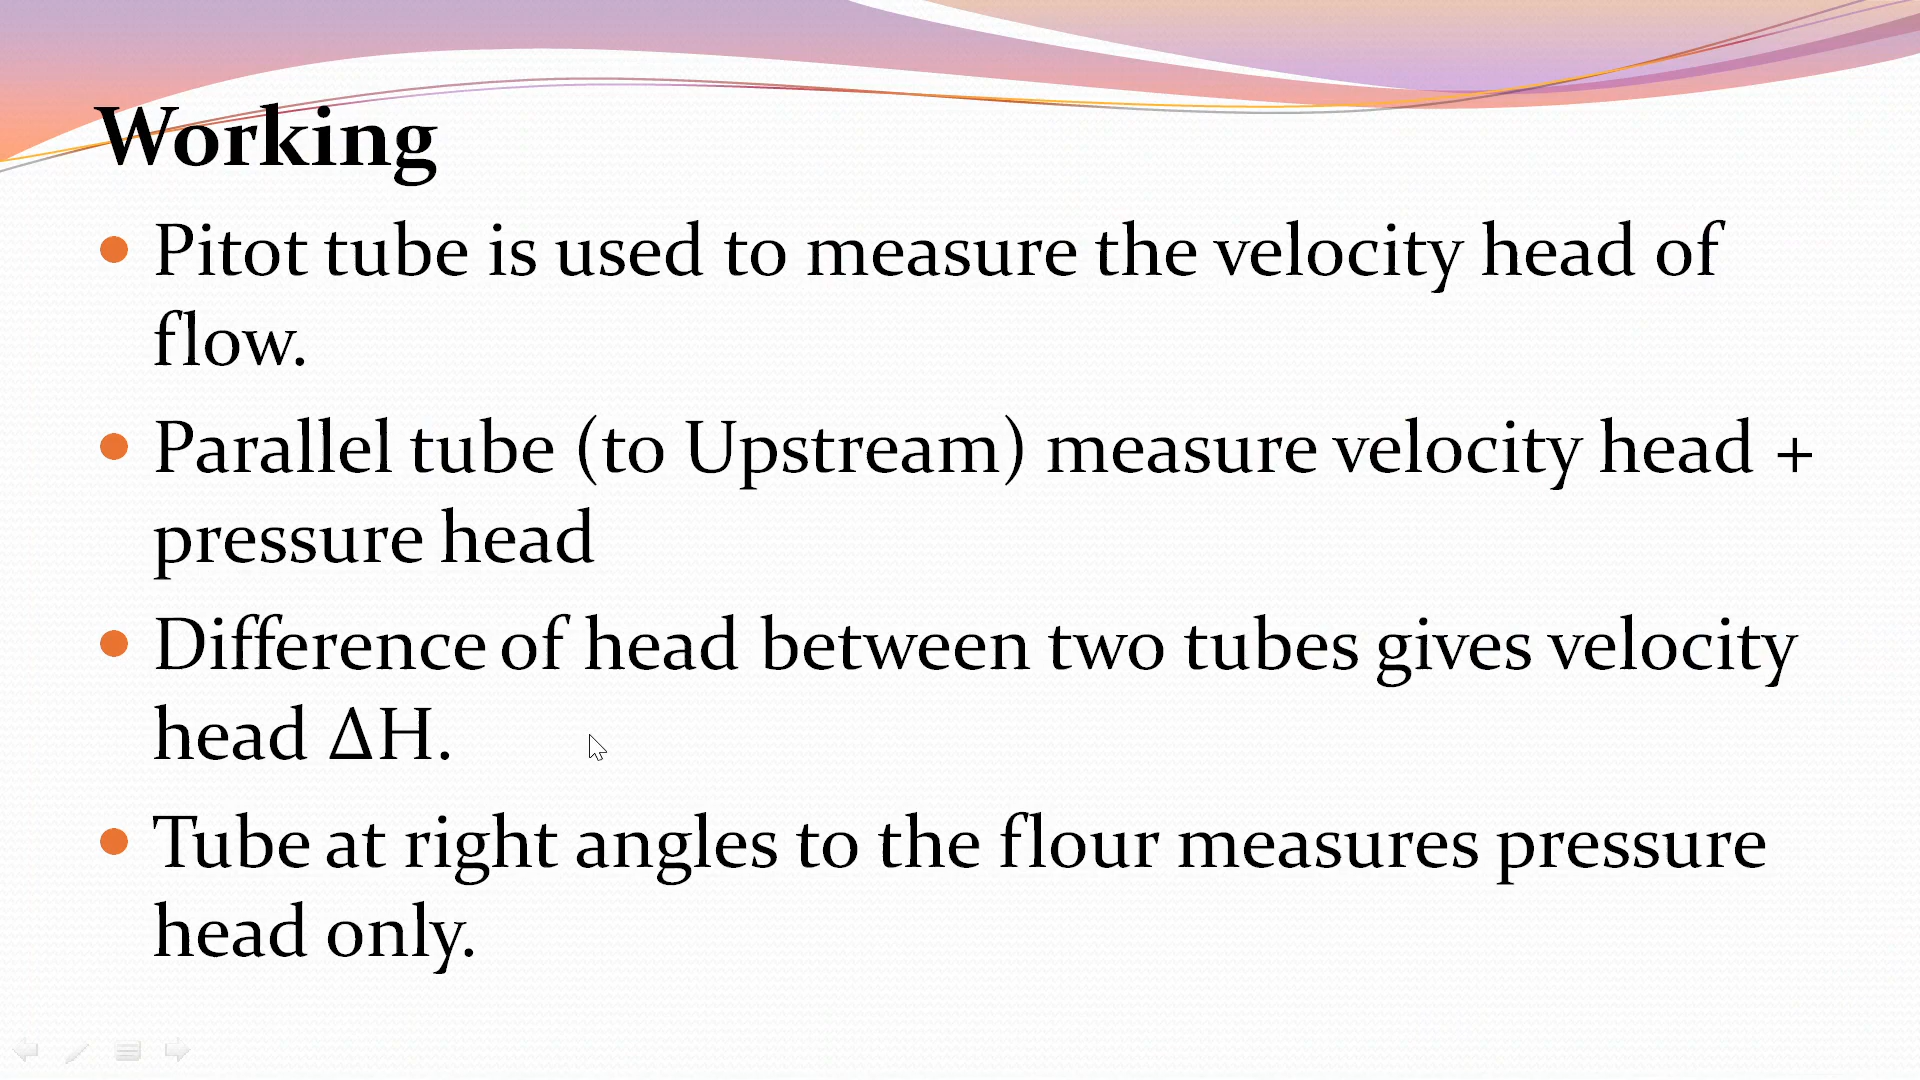 Working
Pitot tube is used to measure the velocity head of
flow.
Parallel tube (to Upstream) measure velocity head +
pressure head
Difference of head between two tubes gives velocity
head ΔH.
Tube at right angles to the flour measures pressure
head only.